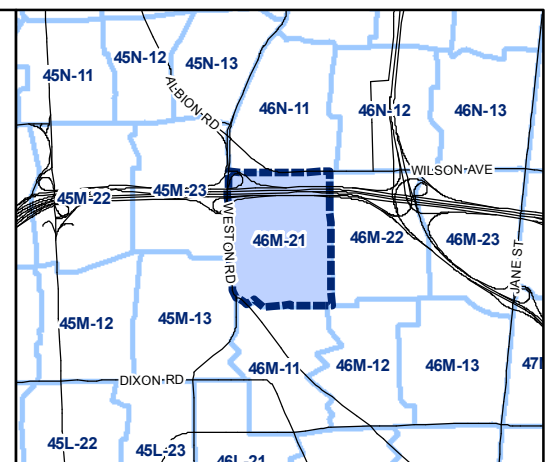 45N-11
45N-12
45N-13
ALBION RD
46N-11
46N-12
46N-13
WILSON AVE
45M-22
45M-23
WESTON RD
46M-21
46M-22
46M-23
JANE ST
45M-12
45M-13
46M-11
46M-12
46M-13
DIXON RD
45L-22
45L-23
46L-21